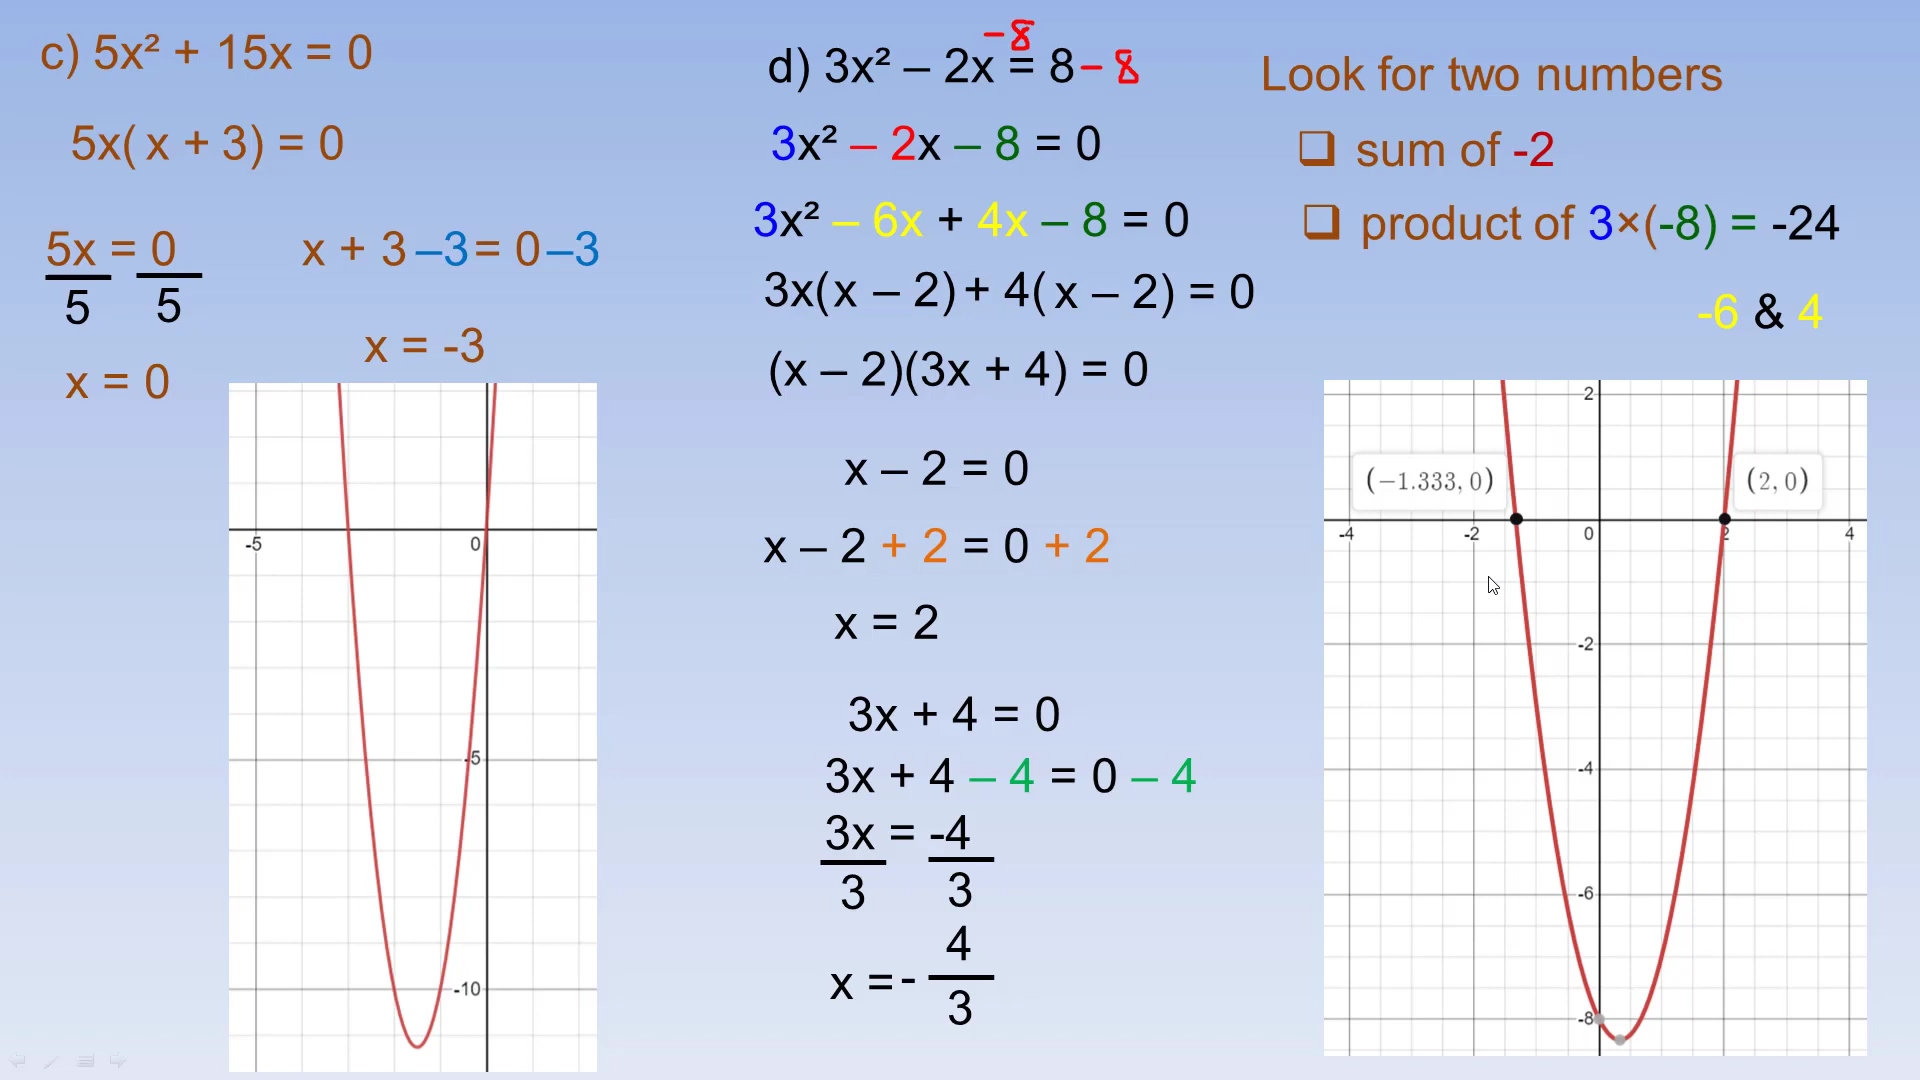 c) 5x² + 15x = 0
5x( x + 3) = 0
5x = 0
5 5
x = 0
x + 3 –3 = 0 –3
x = -3
-5
0
-5
-10
d) 3x² – 2x = 8 – 8
– 8
3x² – 2x – 8 = 0
3x² – 6x + 4x – 8 = 0
3x( x – 2) + 4( x – 2) = 0
(x – 2)(3x + 4) = 0
x – 2 = 0
x – 2 + 2 = 0 + 2
x = 2
3x + 4 = 0
3x + 4 – 4 = 0 – 4
3x = -4
3 3
4
x = -
3
Look for two numbers
❑ sum of -2
❑ product of 3×(-8) = -24
-6 & 4
2
(−1.333, 0) (2, 0)
-4 -2 0 2 4
-2
-4
-6
-8